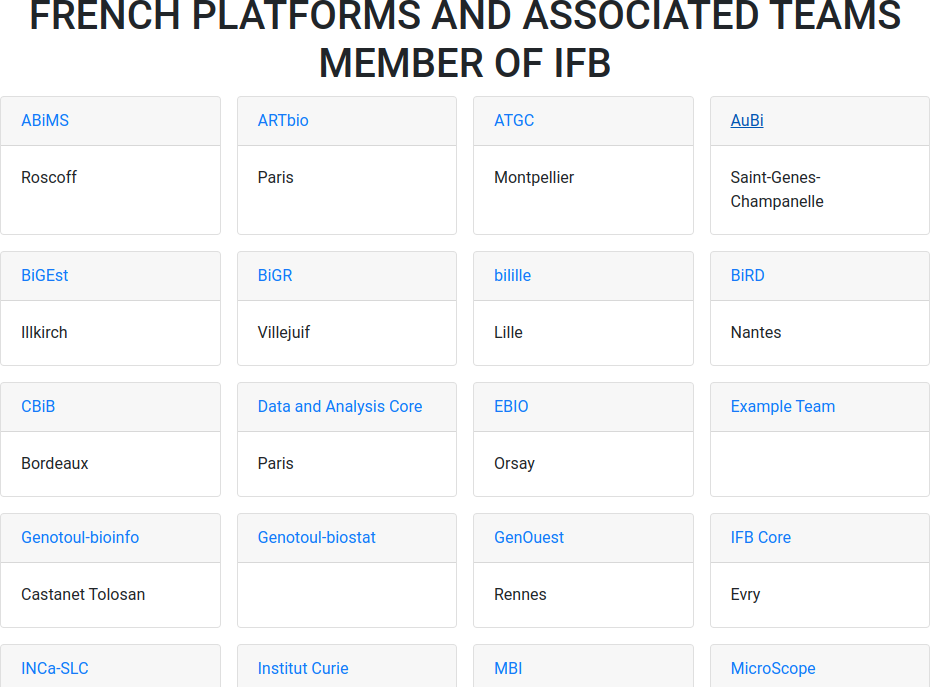 FRENCH PLATFORMS AND ASSOCIATED TEAMS
MEMBER OF IFB
ABiMS
Roscoff
ARTbio
Paris
ATGC
Montpellier
AuBi
Saint-Genes-
Champanelle
BiGEst
Illkirch
BiGR
Villejuif
bilille
Lille
BiRD
Nantes
CBiB
Bordeaux
Data and Analysis Core
Paris
EBIO
Orsay
Example Team
Genotoul-bioinfo
Castanet Tolosan
Genotoul-biostat
GenOuest
Rennes
IFB Core
Evry
INCa-SLC
Institut Curie
MBI
MicroScope